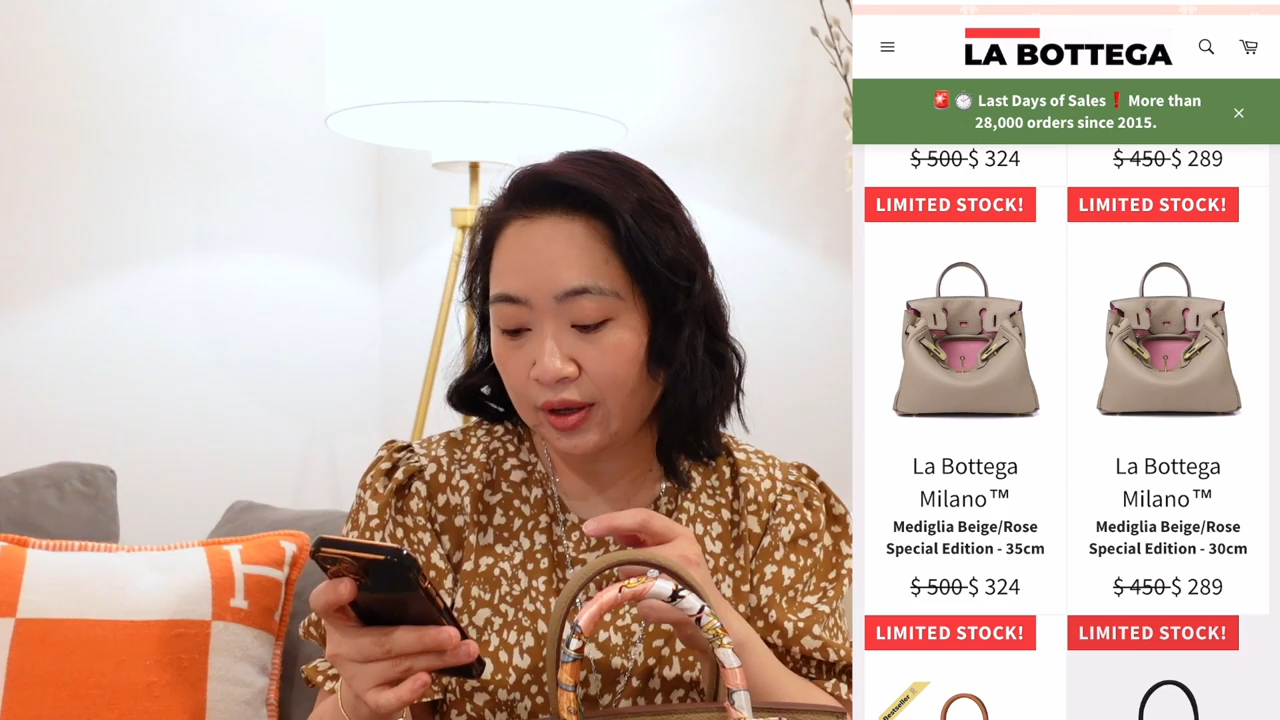 LA BOTTEGA
🚨 ⏱ Last Days of Sales ❗ More than
28,000 orders since 2015.
$ 500 $ 324
$ 450 $ 289
LIMITED STOCK!
LIMITED STOCK!
La Bottega
Milano™
Mediglia Beige/Rose
Special Edition - 35cm
$ 500 $ 324
La Bottega
Milano™
Mediglia Beige/Rose
Special Edition - 30cm
$ 450 $ 289
LIMITED STOCK!
LIMITED STOCK!
Bestseller
H